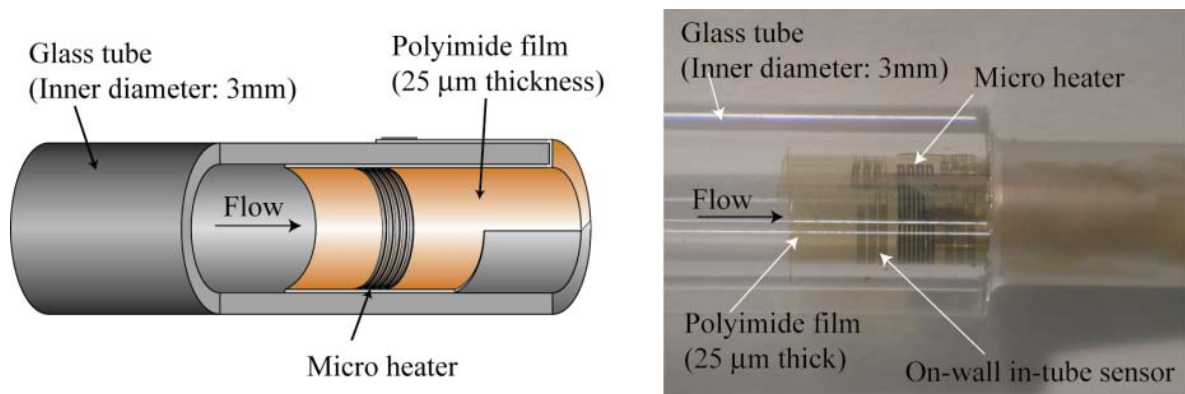 Glass tube
(Inner diameter: 3mm)
Polyimide film
(25 μm thickness)
Flow
Micro heater
Glass tube
(Inner diameter: 3mm)
Micro heater
Flow
Polyimide film
(25 μm thick)
On-wall in-tube sensor